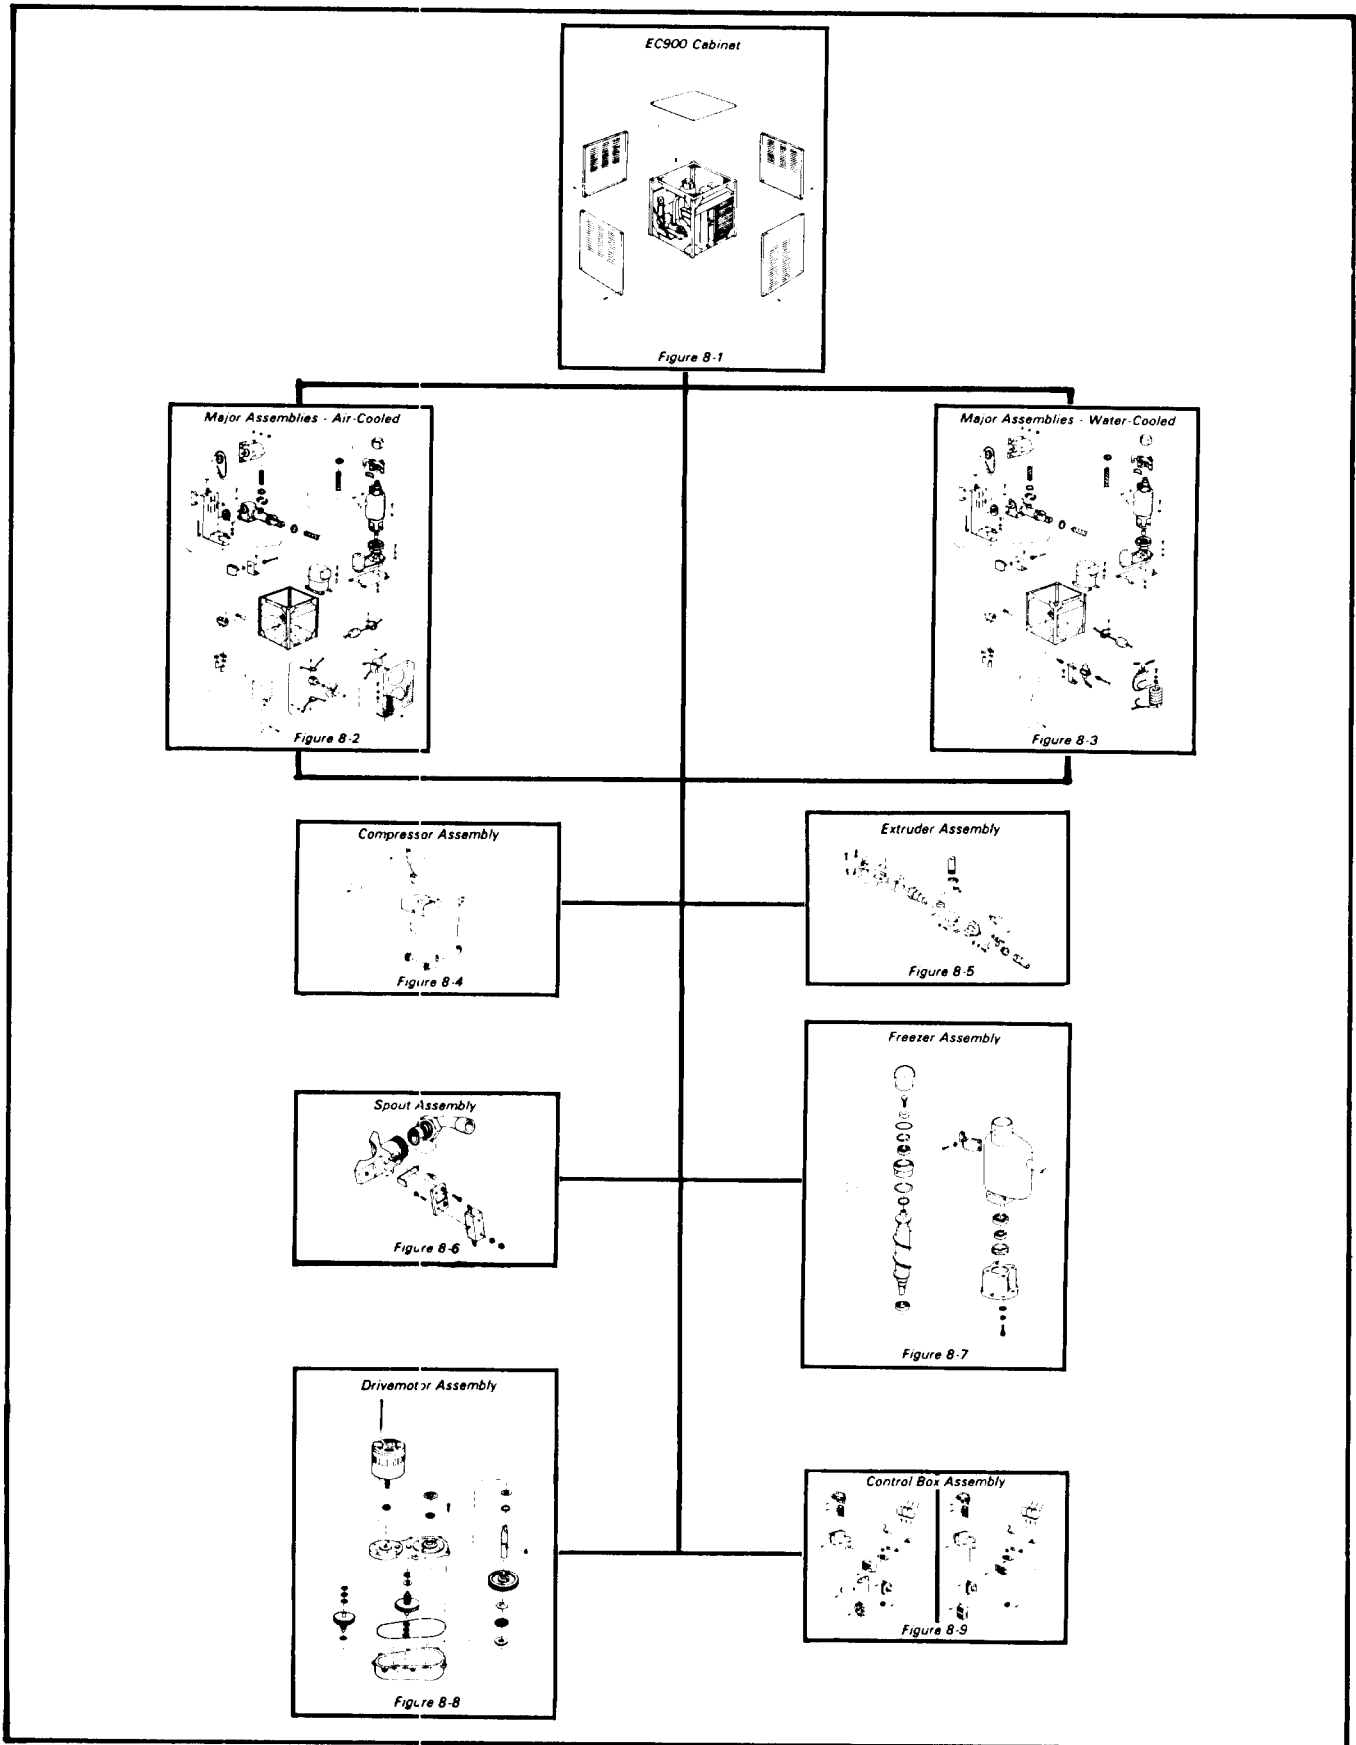 EC900 Cabinet
Figure 8-1
Major Assemblies - Air-Cooled
Figure 8-2
Major Assemblies - Water-Cooled
Figure 8-3
Compressor Assembly
Figure 8-4
Extruder Assembly
Figure 8-5
Spout Assembly
Figure 8-6
Freezer Assembly
Figure 8-7
Drivemotor Assembly
Figure 8-8
Control Box Assembly
Figure 8-9